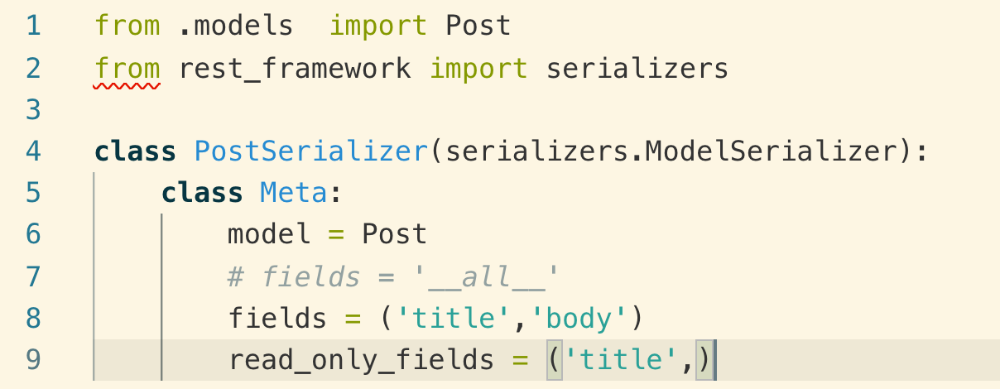 1 from .models  import Post
2 from rest_framework import serializers
3
4 class PostSerializer(serializers.ModelSerializer):
5     class Meta:
6         model = Post
7         # fields = '__all__'
8         fields = ('title','body')
9         read_only_fields = ('title',)